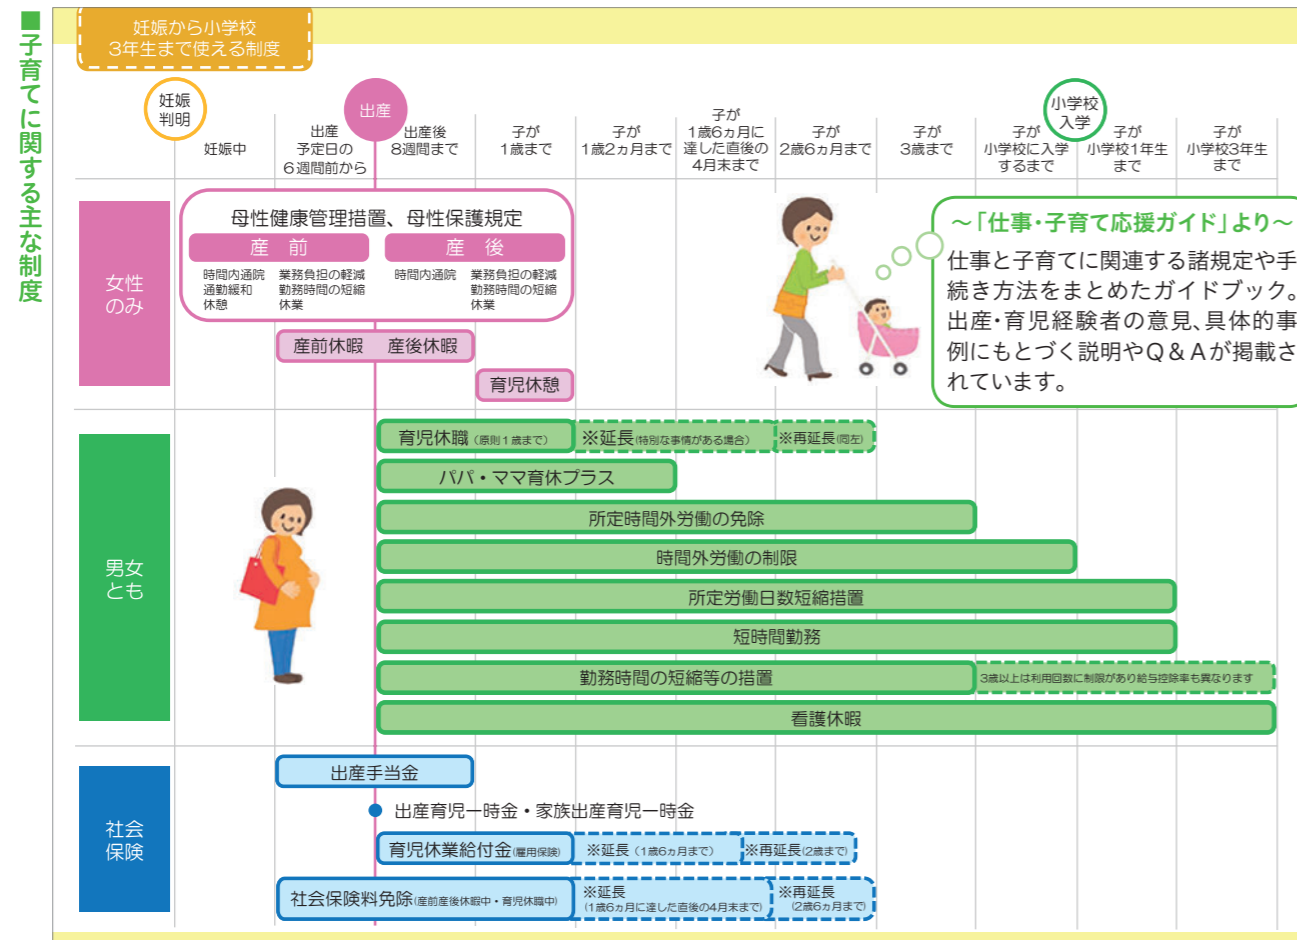 ■子育てに関する主な制度
妊娠から小学校
3年生まで使える制度
妊娠
判明
妊娠中
出産
予定日の
6週間前から
出産
出産後
8週間まで
子が
1歳まで
子が
1歳2ヵ月まで
子が
1歳6ヵ月に
達した直後の
4月末まで
子が
2歳6ヵ月まで
子が
3歳まで
小学校
入学
子が
小学校に入学
するまで
子が
小学校1年生
まで
子が
小学校3年生
まで
女性
のみ
母性健康管理措置、母性保護規定
産 前
産 後
時間内通院
通勤緩和
休憩
業務負担の軽減
勤務時間の短縮
休業
時間内通院
業務負担の軽減
勤務時間の短縮
休業
産前休暇 産後休暇
育児休憩
～「仕事・子育て応援ガイド」より～
仕事と子育てに関連する諸規定や手
続き方法をまとめたガイドブック。
出産・育児経験者の意見、具体的事
例にもとづく説明やQ&Aが掲載さ
れています。
男女
とも
育児休職（原則1歳まで） ※延長（特別な事情がある場合） ※再延長（同左）
パパ・ママ育休プラス
所定時間外労働の免除
時間外労働の制限
所定労働日数短縮措置
短時間勤務
勤務時間の短縮等の措置 3歳以上は利用回数に制限があり給与控除率も異なります
看護休暇
社会
保険
出産手当金
出産育児一時金・家族出産育児一時金
育児休業給付金（雇用保険） ※延長（1歳6ヵ月まで） ※再延長（2歳まで）
社会保険料免除（産前産後休暇中・育児休職中）
※延長
（1歳6ヵ月に達した直後の4月末まで）
※再延長
（2歳6ヵ月まで）